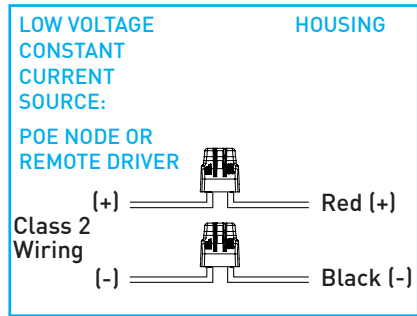 LOW VOLTAGE
CONSTANT
CURRENT
SOURCE:
HOUSING
POE NODE OR
REMOTE DRIVER
(+)
Red (+)
Class 2
Wiring
(-)
Black (-)